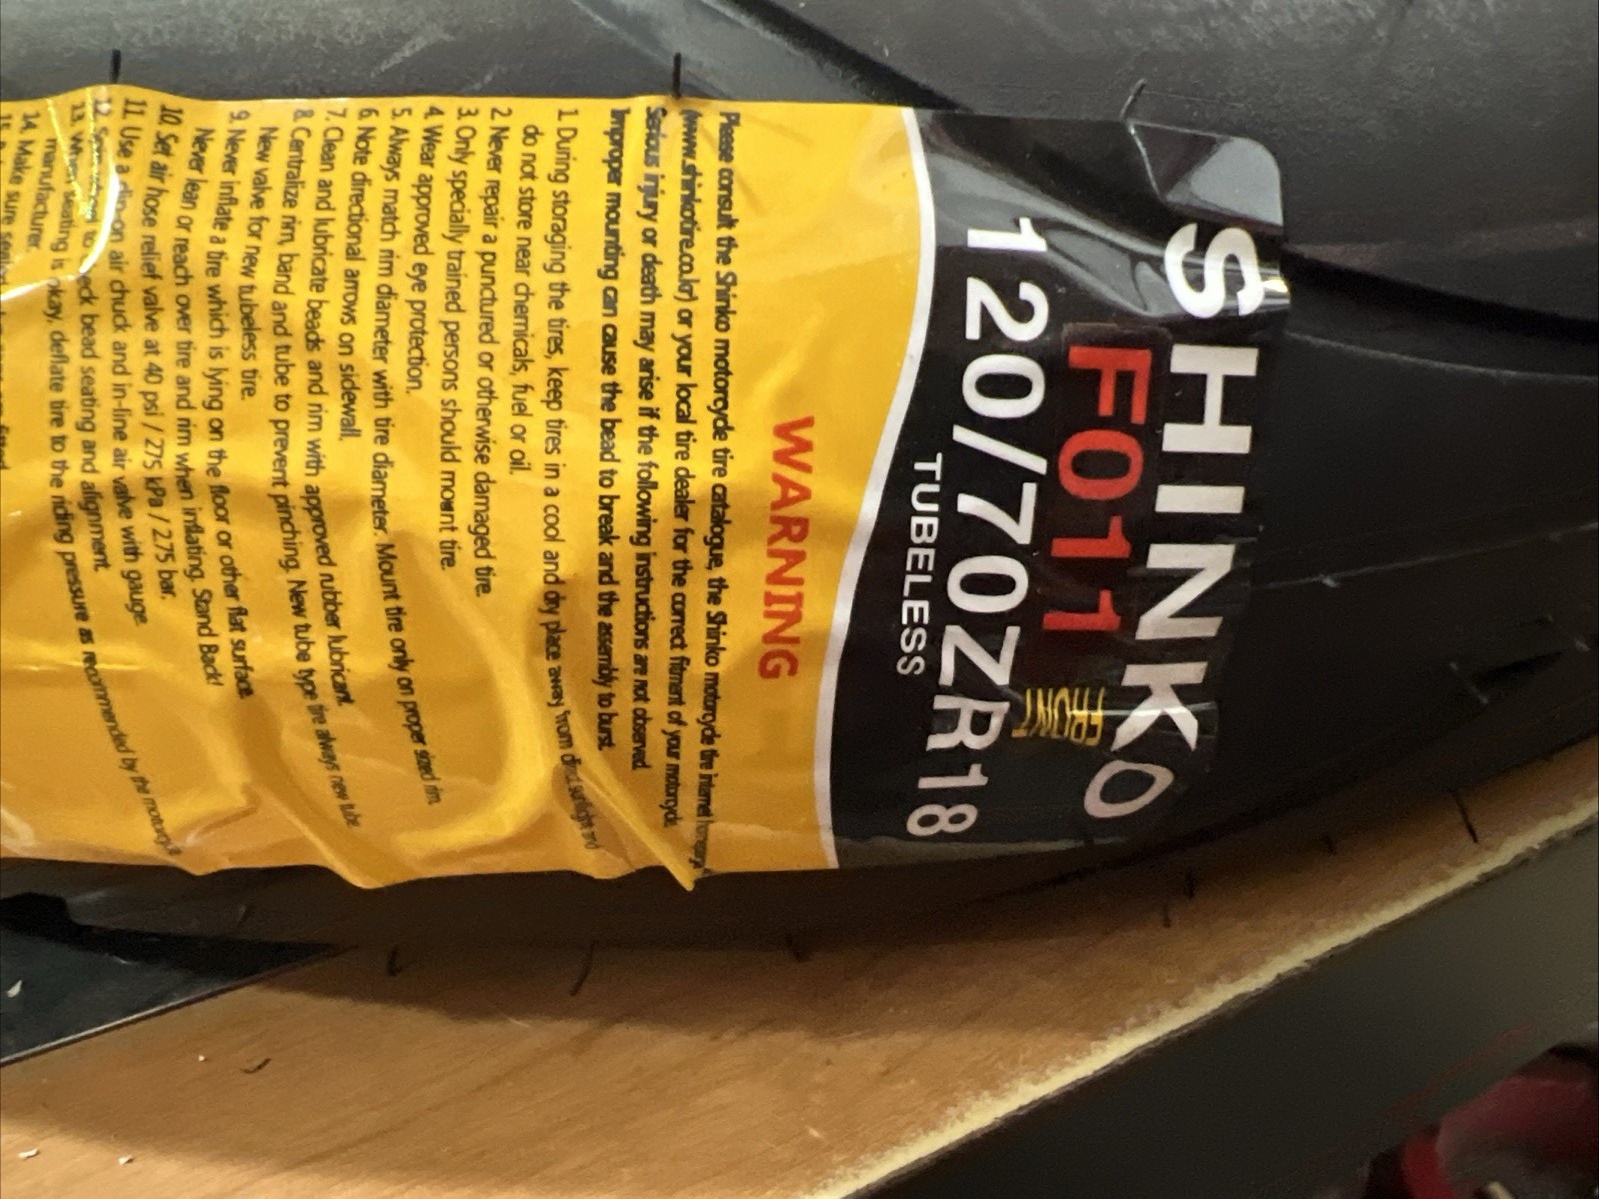 SHINKO
F011 FRONT
120/70ZR18
TUBELESS
WARNING
Please consult the Shinko motorcycle tire catalogue, the Shinko motorcycle tire internet
(www.shinkotire.co.kr) or your local tire dealer for the correct fitment of your motorcycle.
Serious injury or death may arise if the following instructions are not observed.
Improper mounting can cause the bead to break and the assembly to burst.
1 During storaging the tires, keep tires in a cool and dry place away from direct sunlight and
do not store near chemicals, fuel or oil.
2 Never repair a punctured or otherwise damaged tire.
3. Only specially trained persons should mount tire.
4. Wear approved eye protection.
5. Always match rim diameter with tire diameter. Mount tire only on proper sized rim.
6. Note directional arrows on sidewall.
7. Clean and lubricate beads and rim with approved rubber lubricant.
8. Centralize rim, band and tube to prevent pinching. New tube type tire always new tube.
New valve for new tubeless tire.
9. Never inflate a tire which is lying on the floor or other flat surface.
Never lean or reach over tire and rim when inflating. Stand Back!
10 Set air hose relief valve at 40 psi / 275 kPa / 2.75 bar.
11 Use a clip-on air chuck and in-line air valve with gauge.
12. to check bead seating and alignment.
13. When seating is okay, deflate tire to the riding pressure as recommended by the motorcycle
manufacturer.
14. Make sure
15.